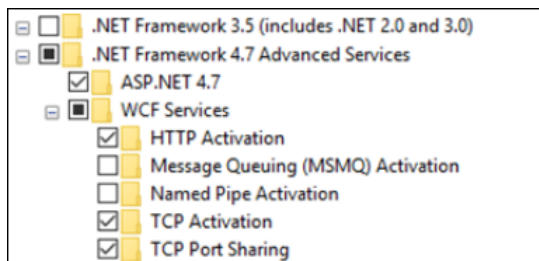 .NET Framework 3.5 (includes .NET 2.0 and 3.0)
.NET Framework 4.7 Advanced Services
ASP.NET 4.7
WCF Services
HTTP Activation
Message Queuing (MSMQ) Activation
Named Pipe Activation
TCP Activation
TCP Port Sharing